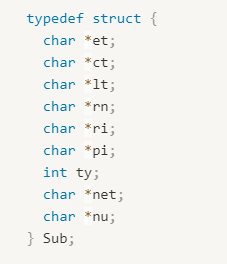 typedef struct {
char *et;
char *ct;
char *lt;
char *rn;
char *ri;
char *pi;
int ty;
char *net;
char *nu;
} Sub;